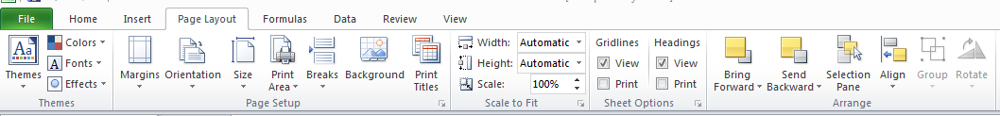 File Home Insert Page Layout Formulas Data Review View
Themes
Colors
Fonts
Effects
Themes
Margins
Orientation
Size
Print
Area
Breaks
Background
Print
Titles
Page Setup
Width: Automatic
Height: Automatic
Scale: 100%
Scale to Fit
Gridlines
View
Print
Headings
View
Print
Sheet Options
Bring
Forward
Send
Backward
Selection
Pane
Align
Group
Rotate
Arrange